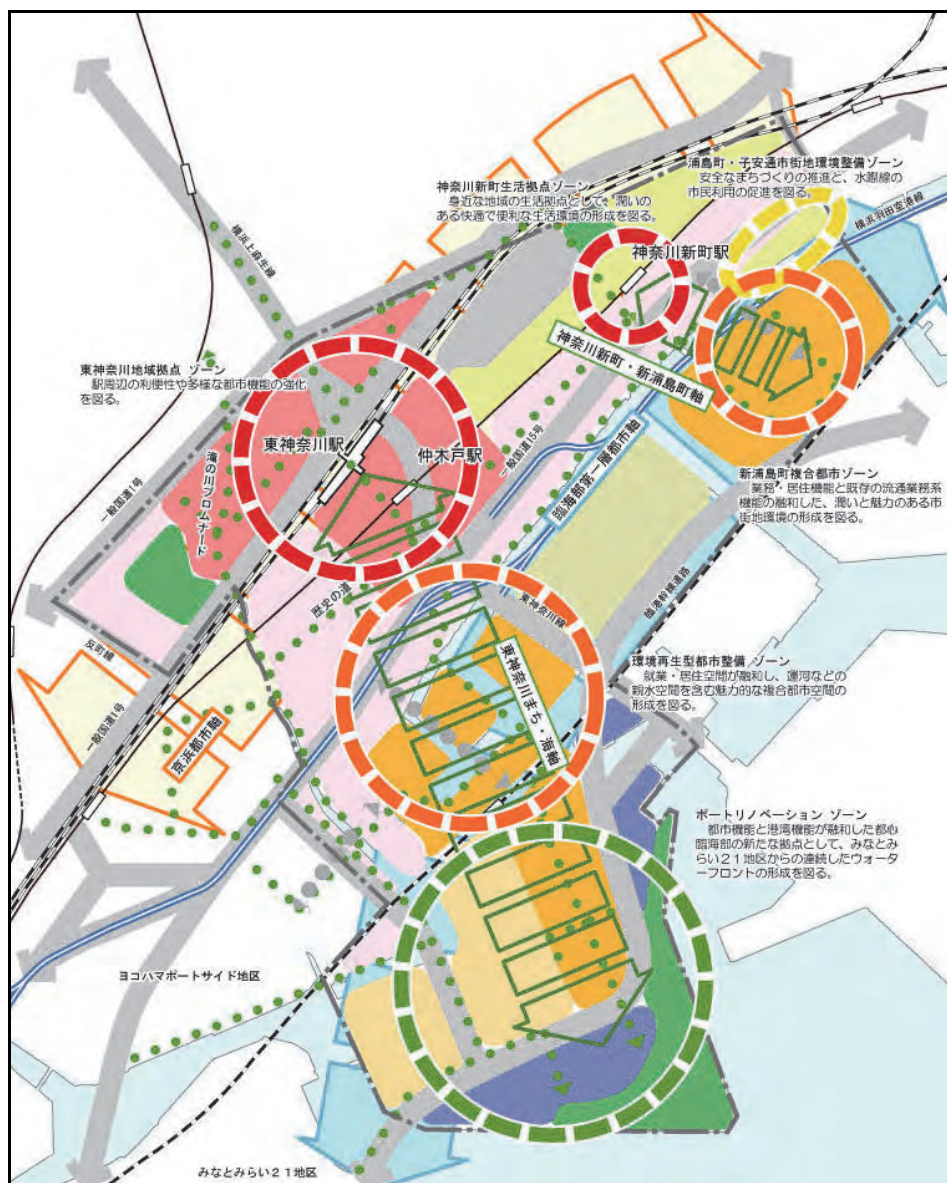 浦島町・子安通市街地環境整備ゾーン
安全なまちづくりの推進と、水際線の
市民利用の促進を図る。
神奈川新町生活拠点ゾーン
身近な地域の生活拠点として、潤いの
ある快適で便利な生活環境の形成を図る。
横浜羽田空港線
横浜上麻生線
神奈川新町駅
神奈川新町・新浦島町軸
東神奈川地域拠点 ゾーン
駅周辺の利便性や多様な都市機能の強化
を図る。
東神奈川駅
仲木戸駅
一般国道15号
臨海部第一層都市軸
一般国道1号
滝の川プロムナード
新浦島町複合都市ゾーン
業務・居住機能と既存の流通業務系
機能の融和した、潤いと魅力のある市
街地環境の形成を図る。
歴史の道
東神奈川線
臨港幹線道路
反町線
一般国道1号
京浜都市軸
東神奈川まち・海軸
環境再生型都市整備 ゾーン
就業・居住空間が融和し、運河などの
親水空間を含む魅力的な複合都市空間の
形成を図る。
ポートリノベーション ゾーン
都市機能と港湾機能が融和した都心
臨海部の新たな拠点として、みなとみ
らい21地区からの連続したウォーター
フロントの形成を図る。
ヨコハマポートサイド地区
みなとみらい21地区